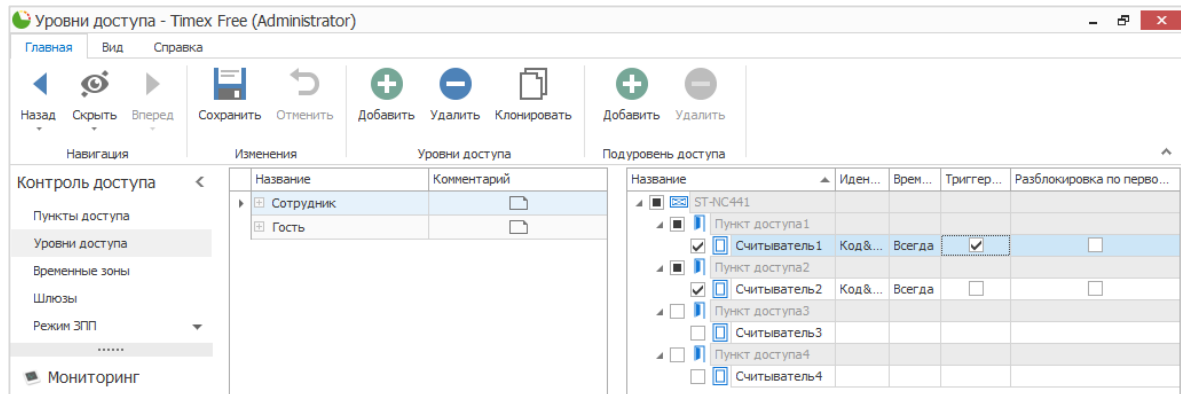 Уровни доступа - Timex Free (Administrator)
Главная Вид Справка
Назад Скрыть Вперед Сохранить Отменить Добавить Удалить Клонировать Добавить Удалить
Навигация Изменения Уровни доступа Подуровень доступа
Контроль доступа
Пункты доступа
Уровни доступа
Временные зоны
Шлюзы
Режим ЗПП
Мониторинг
Название Комментарий
Сотрудник
Гость
Название Иден... Врем... Триггер... Разблокировка по перво...
ST-NC441
Пункт доступа1
Считыватель1 Код&... Всегда
Пункт доступа2
Считыватель2 Код&... Всегда
Пункт доступа3
Считыватель3
Пункт доступа4
Считыватель4